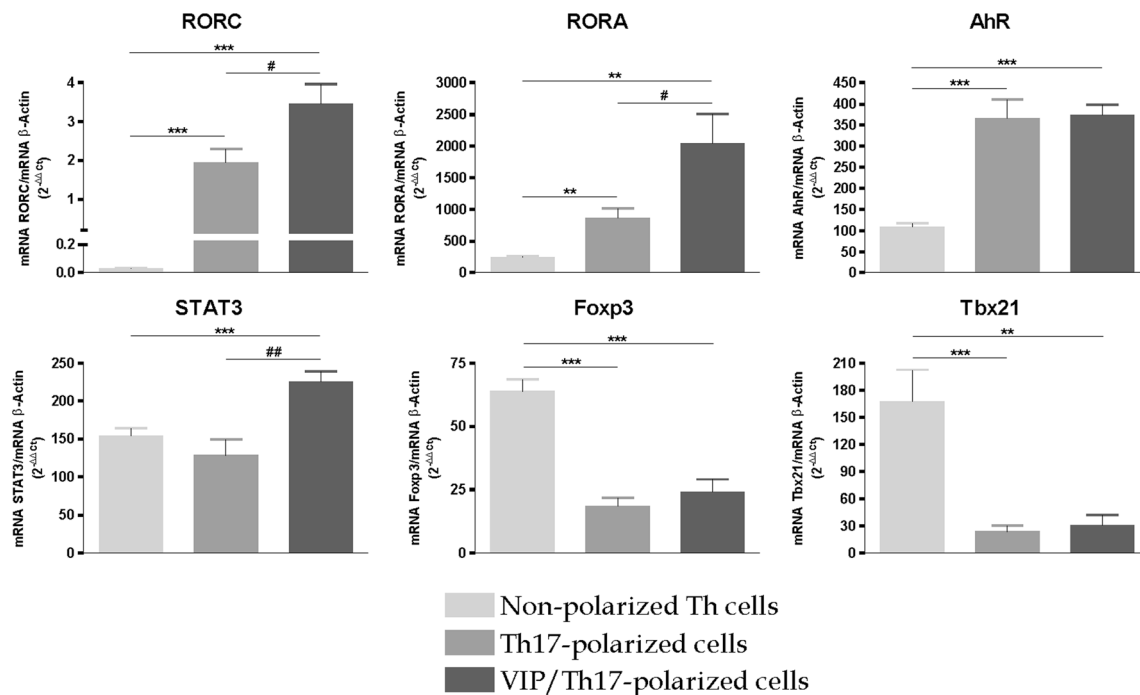 RORC
***
#
***
4
3
2
1
0.2
0.0
mRNA RORC/mRNA β-Actin
(2^-ΔΔCt)
RORA
**
#
**
3000
2500
2000
1500
1000
500
0
mRNA RORA/mRNA β-Actin
(2^-ΔΔCt)
AhR
***
***
450
400
350
300
250
200
150
100
50
0
mRNA AhR/mRNA β-Actin
(2^-ΔΔCt)
STAT3
***
##
250
200
150
100
50
0
mRNA STAT3/mRNA β-Actin
(2^-ΔΔCt)
Foxp3
***
***
75
50
25
0
mRNA Foxp3/mRNA β-Actin
(2^-ΔΔCt)
Tbx21
**
***
210
180
150
120
90
60
30
0
mRNA Tbx21/mRNA β-Actin
(2^-ΔΔCt)
Non-polarized Th cells
Th17-polarized cells
VIP/Th17-polarized cells